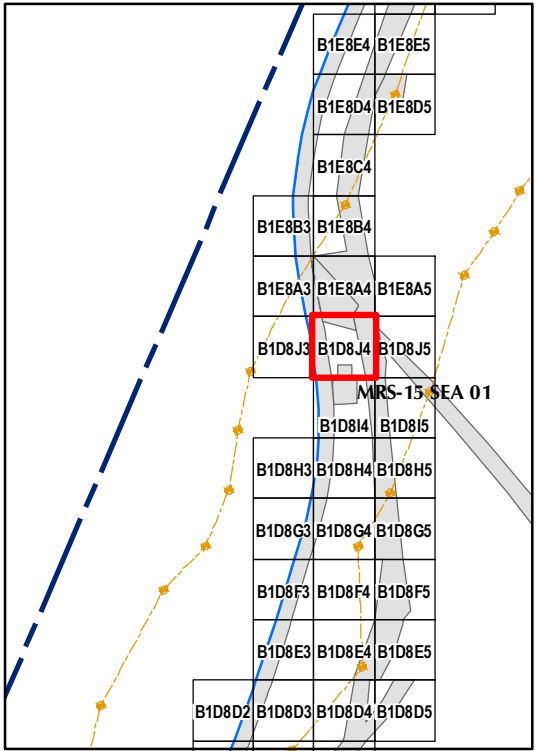 B1E8E4 B1E8E5
B1E8D4 B1E8D5
B1E8C4
B1E8B3 B1E8B4
B1E8A3 B1E8A4 B1E8A5
B1D8J3 B1D8J4 B1D8J5
MRS-15 SEA 01
B1D8I4 B1D8I5
B1D8H3 B1D8H4 B1D8H5
B1D8G3 B1D8G4 B1D8G5
B1D8F3 B1D8F4 B1D8F5
B1D8E3 B1D8E4 B1D8E5
B1D8D2 B1D8D3 B1D8D4 B1D8D5